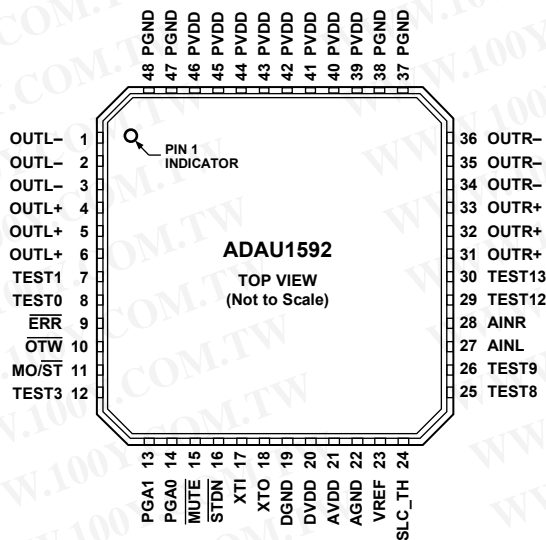 48 PGND
47 PGND
46 PVDD
45 PVDD
44 PVDD
43 PVDD
42 PVDD
41 PVDD
40 PVDD
39 PVDD
38 PGND
37 PGND
OUTL– 1
OUTL– 2
OUTL– 3
OUTL+ 4
OUTL+ 5
OUTL+ 6
TEST1 7
TEST0 8
ERR 9
OTW 10
MO/ST 11
TEST3 12
PIN 1
INDICATOR
ADAU1592
TOP VIEW
(Not to Scale)
36 OUTR–
35 OUTR–
34 OUTR–
33 OUTR+
32 OUTR+
31 OUTR+
30 TEST13
29 TEST12
28 AINR
27 AINL
26 TEST9
25 TEST8
PGA1 13
PGA0 14
MUTE 15
STDN 16
XTI 17
XTO 18
DGND 19
DVDD 20
AVDD 21
AGND 22
VREF 23
SLC_TH 24